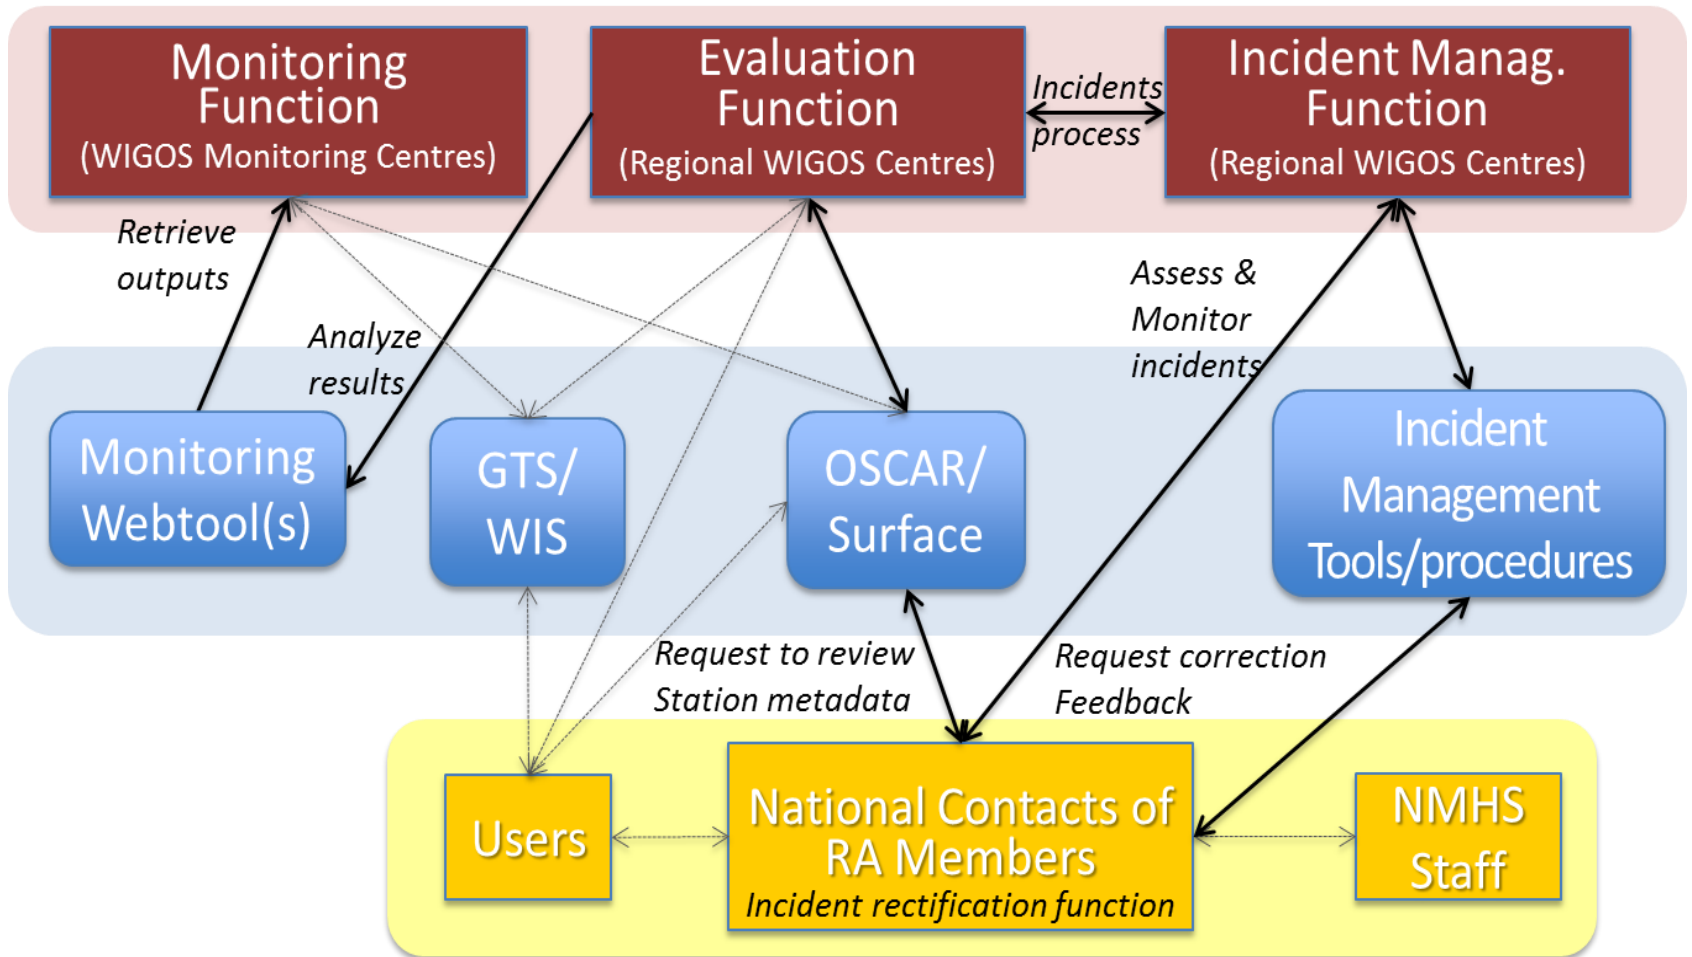 Monitoring
Function
(WIGOS Monitoring Centres)
Evaluation
Function
(Regional WIGOS Centres)
Incidents
process
Incident Manag.
Function
(Regional WIGOS Centres)
Retrieve
outputs
Analyze
results
Assess &
Monitor
incidents
Monitoring
Webtool(s)
GTS/
WIS
OSCAR/
Surface
Incident
Management
Tools/procedures
Request to review
Station metadata
Request correction
Feedback
Users
National Contacts of
RA Members
Incident rectification function
NMHS
Staff